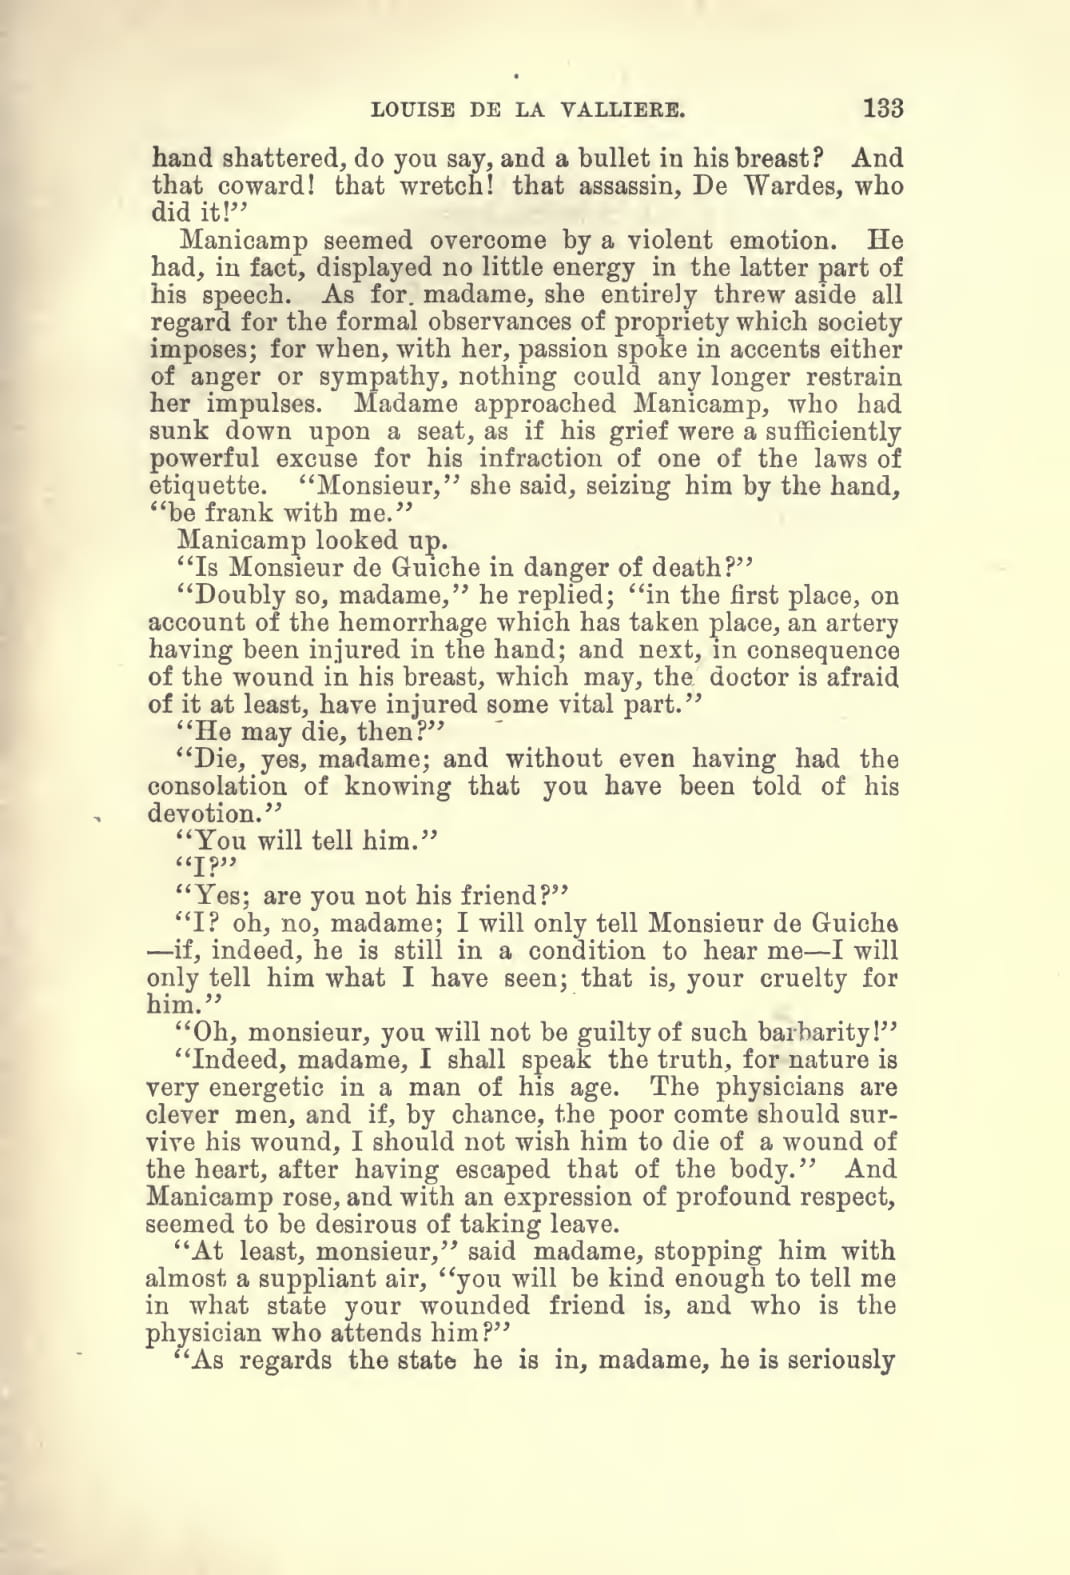 LOUISE DE LA VALLIERE. 133
hand shattered, do you say, and a bullet in his breast? And
that coward! that wretch! that assassin, De Wardes, who
did it!”
Manicamp seemed overcome by a violent emotion. He
had, in fact, displayed no little energy in the latter part of
his speech. As for. madame, she entirely threw aside all
regard for the formal observances of propriety which society
imposes; for when, with her, passion spoke in accents either
of anger or sympathy, nothing could any longer restrain
her impulses. Madame approached Manicamp, who had
sunk down upon a seat, as if his grief were a sufficiently
powerful excuse for his infraction of one of the laws of
etiquette. “Monsieur,” she said, seizing him by the hand,
“be frank with me.”
Manicamp looked up.
“Is Monsieur de Guiche in danger of death?”
“Doubly so, madame,” he replied; “in the first place, on
account of the hemorrhage which has taken place, an artery
having been injured in the hand; and next, in consequence
of the wound in his breast, which may, the doctor is afraid
of it at least, have injured some vital part.”
“He may die, then?”
“Die, yes, madame; and without even having had the
consolation of knowing that you have been told of his
devotion.”
“You will tell him.”
“I?”
“Yes; are you not his friend?”
“I? oh, no, madame; I will only tell Monsieur de Guiche
—if, indeed, he is still in a condition to hear me—I will
only tell him what I have seen; that is, your cruelty for
him.”
“Oh, monsieur, you will not be guilty of such barbarity!”
“Indeed, madame, I shall speak the truth, for nature is
very energetic in a man of his age. The physicians are
clever men, and if, by chance, the poor comte should sur-
vive his wound, I should not wish him to die of a wound of
the heart, after having escaped that of the body.” And
Manicamp rose, and with an expression of profound respect,
seemed to be desirous of taking leave.
“At least, monsieur,” said madame, stopping him with
almost a suppliant air, “you will be kind enough to tell me
in what state your wounded friend is, and who is the
physician who attends him?”
“As regards the state he is in, madame, he is seriously